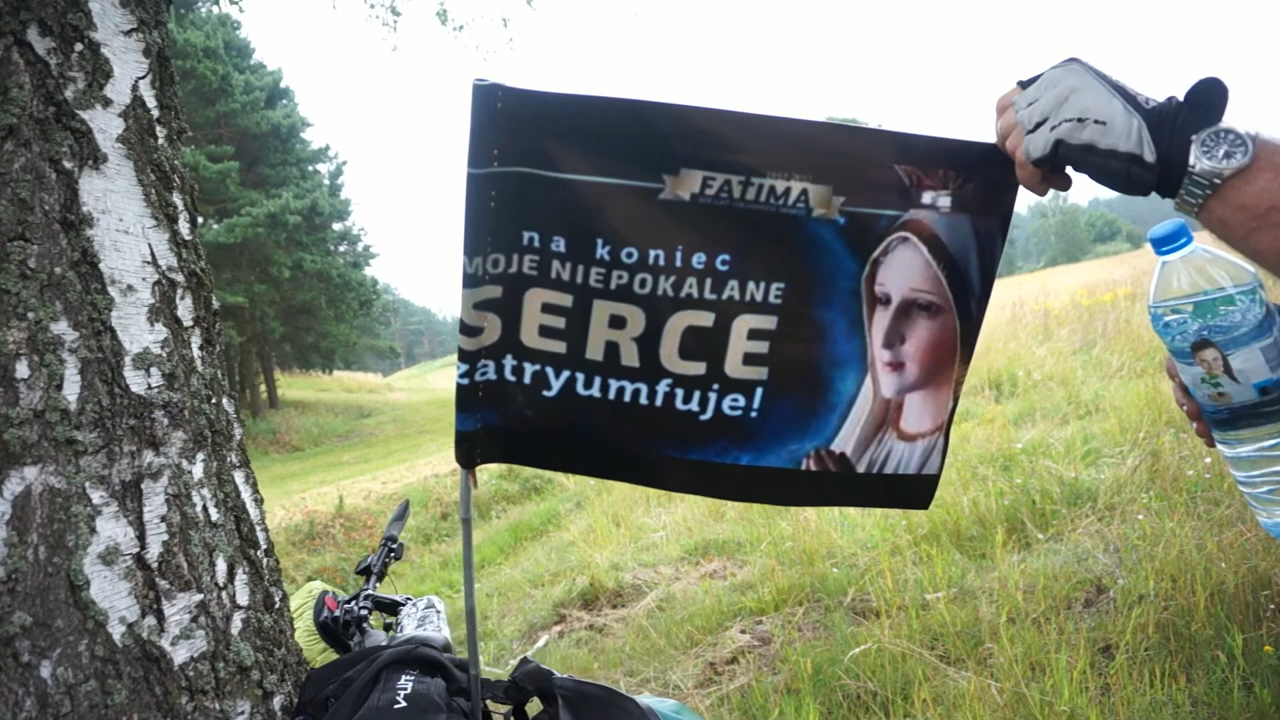 FATIMA
na koniec
MOJE NIEPOKALANE
SERCE
zatryumfuje!